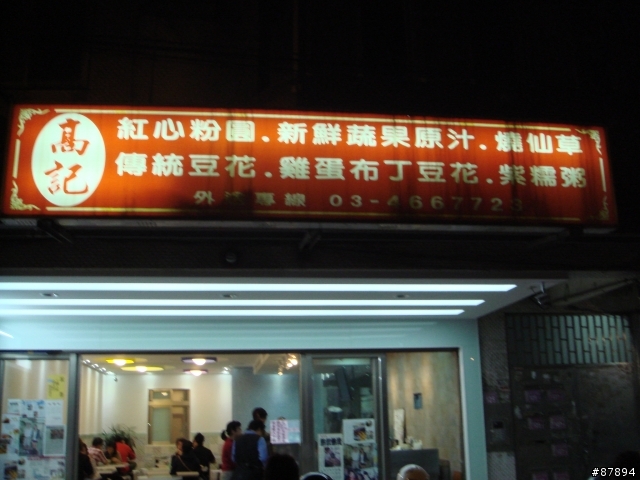 高記
紅心粉圓.新鮮蔬果原汁.燒仙草
傳統豆花.雞蛋布丁豆花.紫糯粥
外送專線 03-4667728
#87894